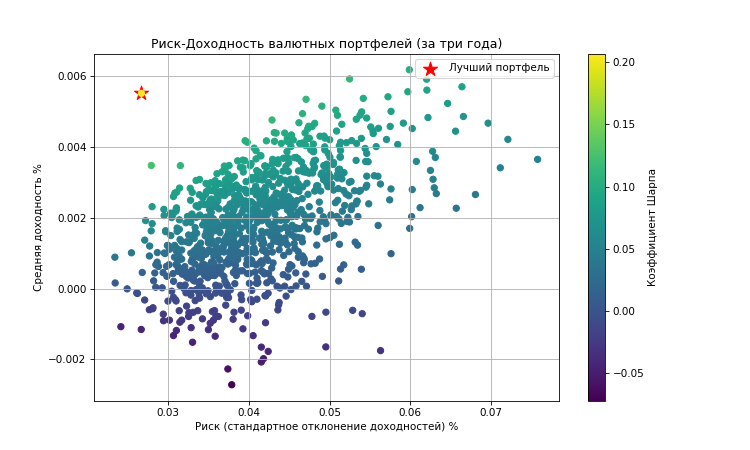 Риск-Доходность валютных портфелей (за три года)
Лучший портфель
0.006
0.004
0.002
0.000
−0.002
Средняя доходность %
0.03 0.04 0.05 0.06 0.07
Риск (стандартное отклонение доходностей) %
0.20
0.15
0.10
0.05
0.00
−0.05
Коэффициент Шарпа